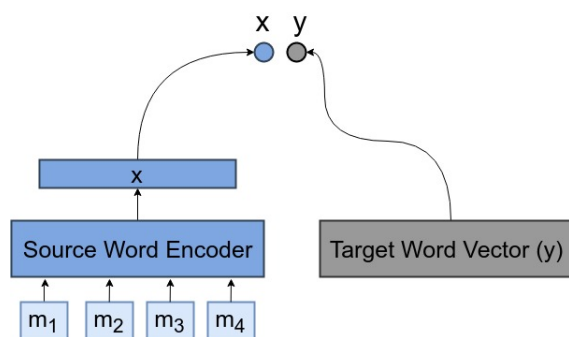 x y
x
Source Word Encoder
Target Word Vector (y)
m₁ m₂ m₃ m₄